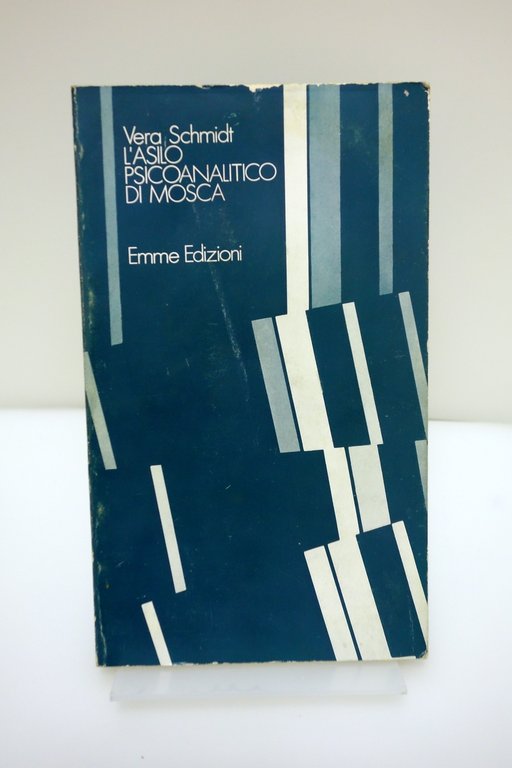 Vera Schmidt
L'ASILO
PSICOANALITICO
DI MOSCA
Emme Edizioni